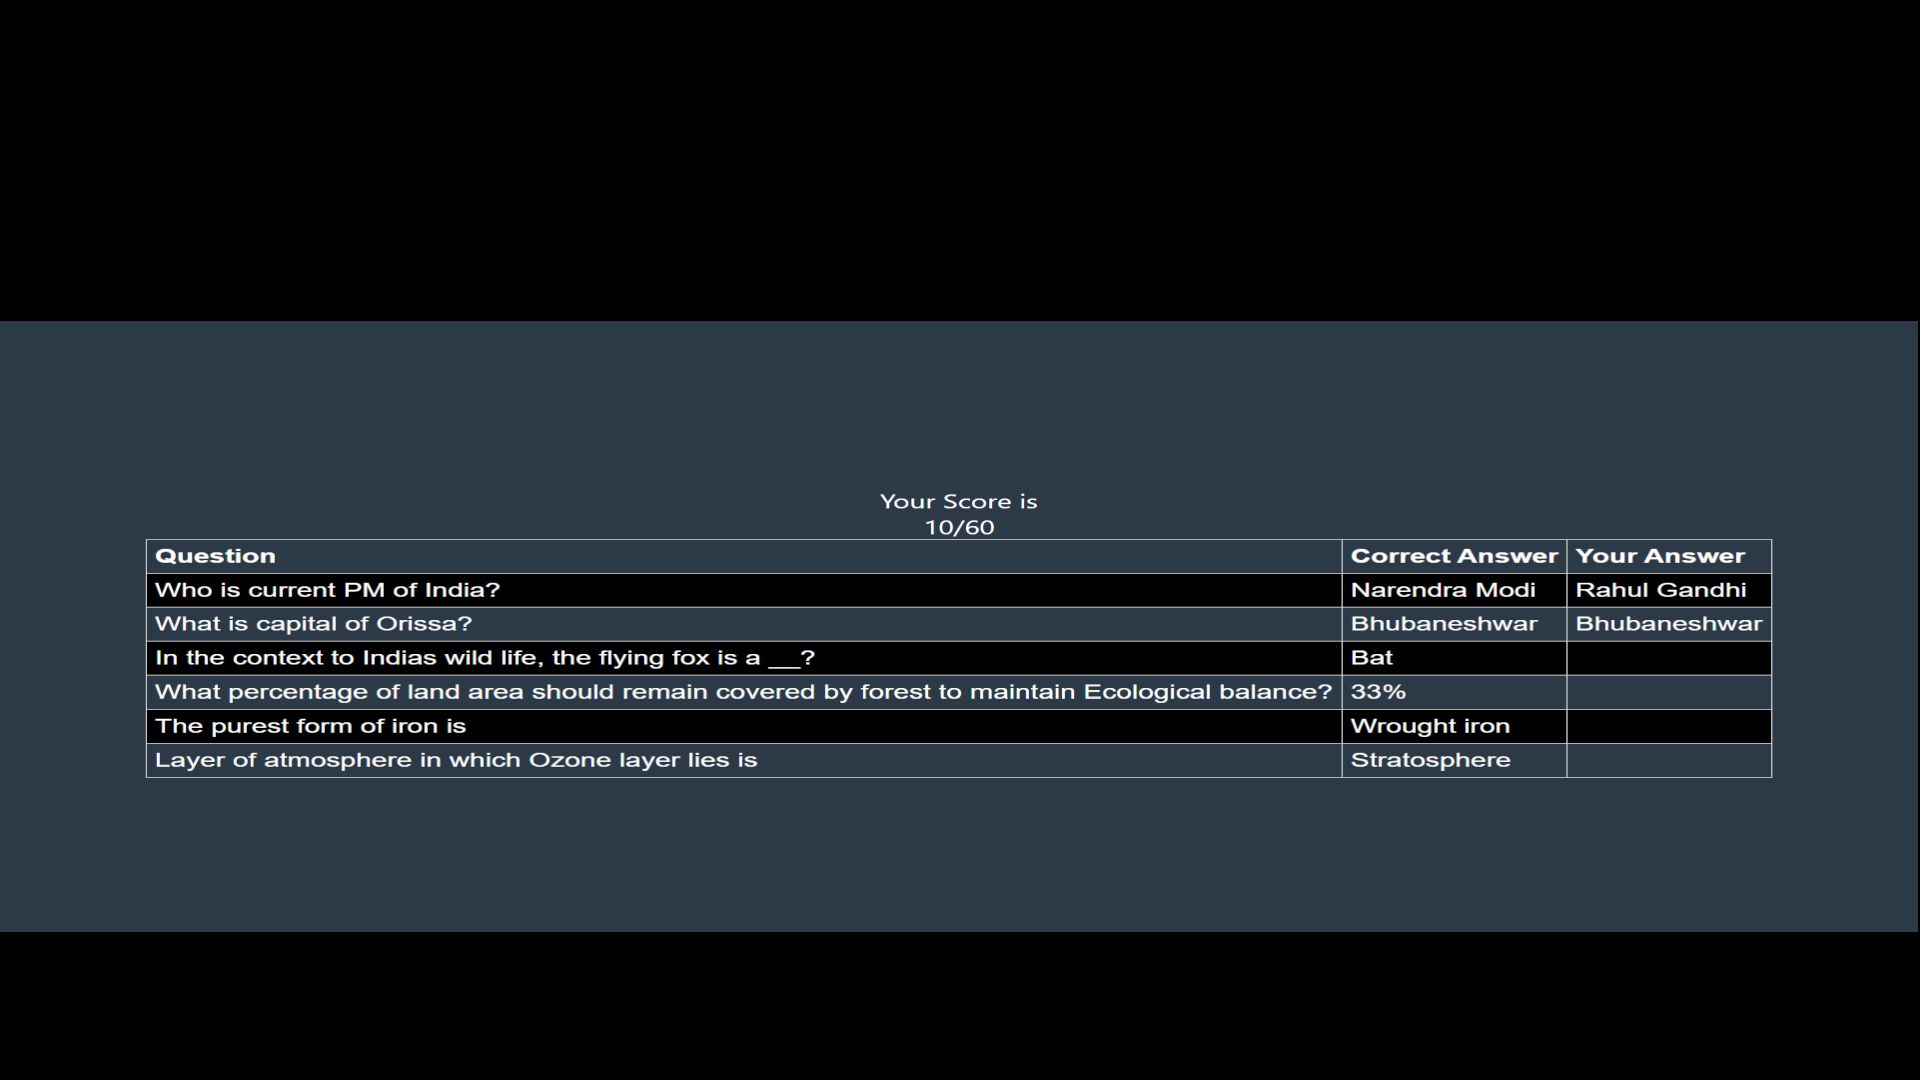 Your Score is
10/60
Question Correct Answer Your Answer
Who is current PM of India? Narendra Modi Rahul Gandhi
What is capital of Orissa? Bhubaneshwar Bhubaneshwar
In the context to Indias wild life, the flying fox is a __? Bat
What percentage of land area should remain covered by forest to maintain Ecological balance? 33%
The purest form of iron is Wrought iron
Layer of atmosphere in which Ozone layer lies is Stratosphere